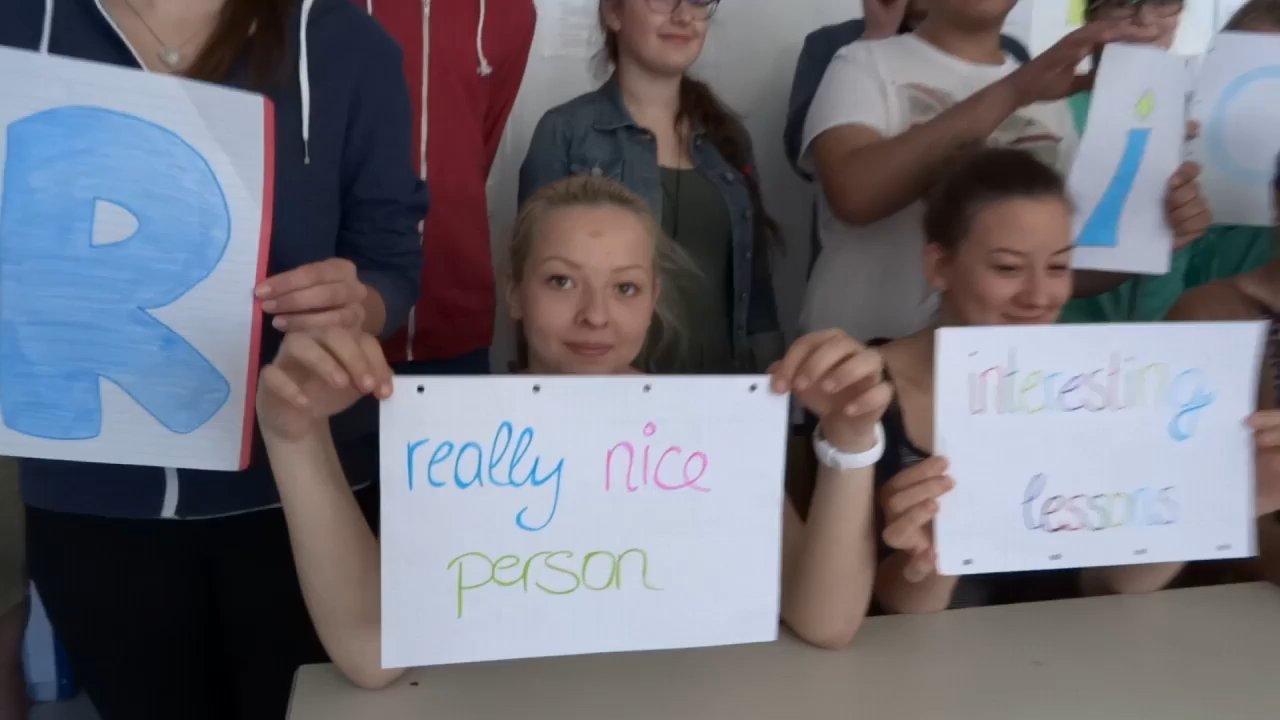 R
i
C
really nice
person
interesting
lessons